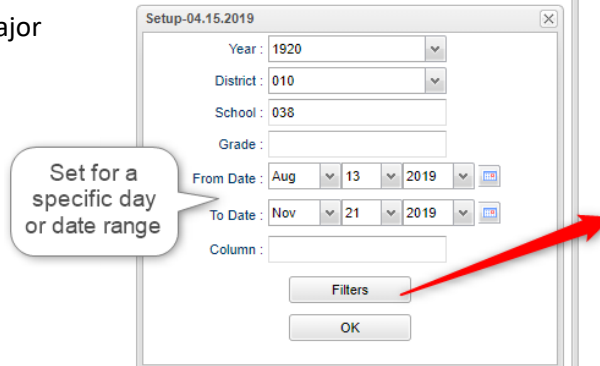 ajor
Setup-04.15.2019
Year : 1920
District : 010
School : 038
Grade :
From Date : Aug 13 2019
To Date : Nov 21 2019
Column :
Filters
OK
Set for a
specific day
or date range